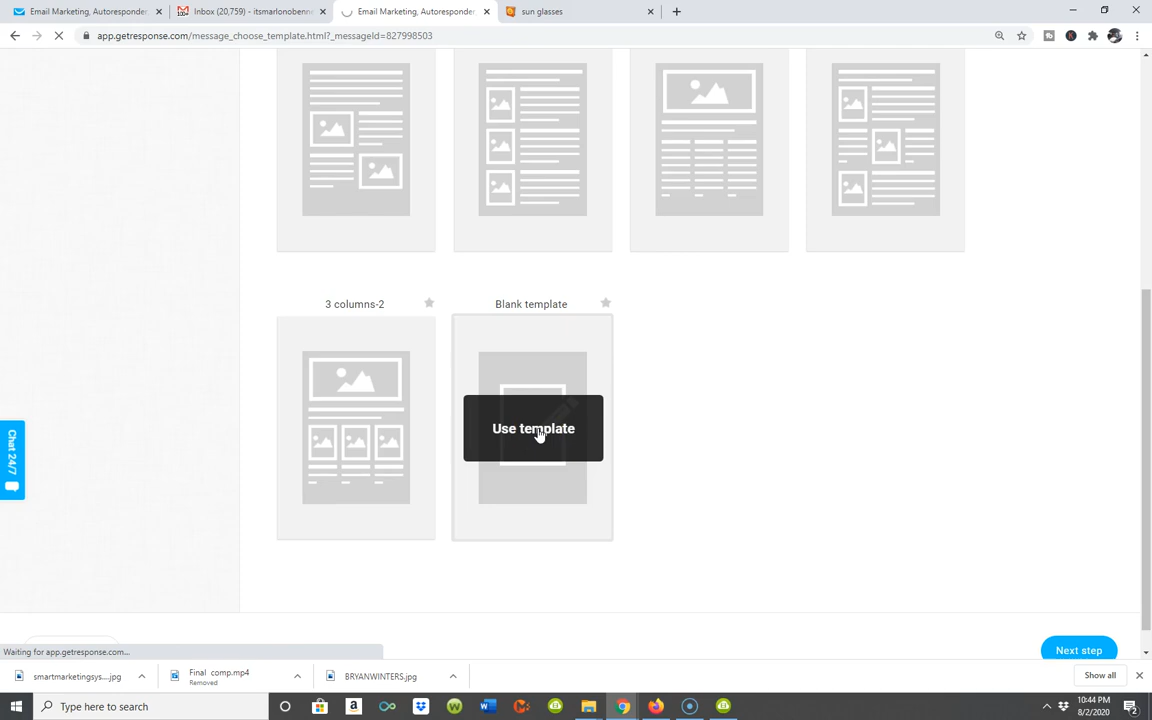 Email Marketing, Autoresponder
Inbox (20,759) - itsmarlonobenn
Email Marketing, Autoresponder
sun glasses
app.getresponse.com/message_choose_template.html?_messageId=827998503
3 columns-2
Blank template
Use template
Chat 24/7
Next step
Waiting for app.getresponse.com...
smartmarketingsys....jpg
Final comp.mp4
Removed
BRYANWINTERS.jpg
Show all
Type here to search
10:44 PM
8/2/2020
2